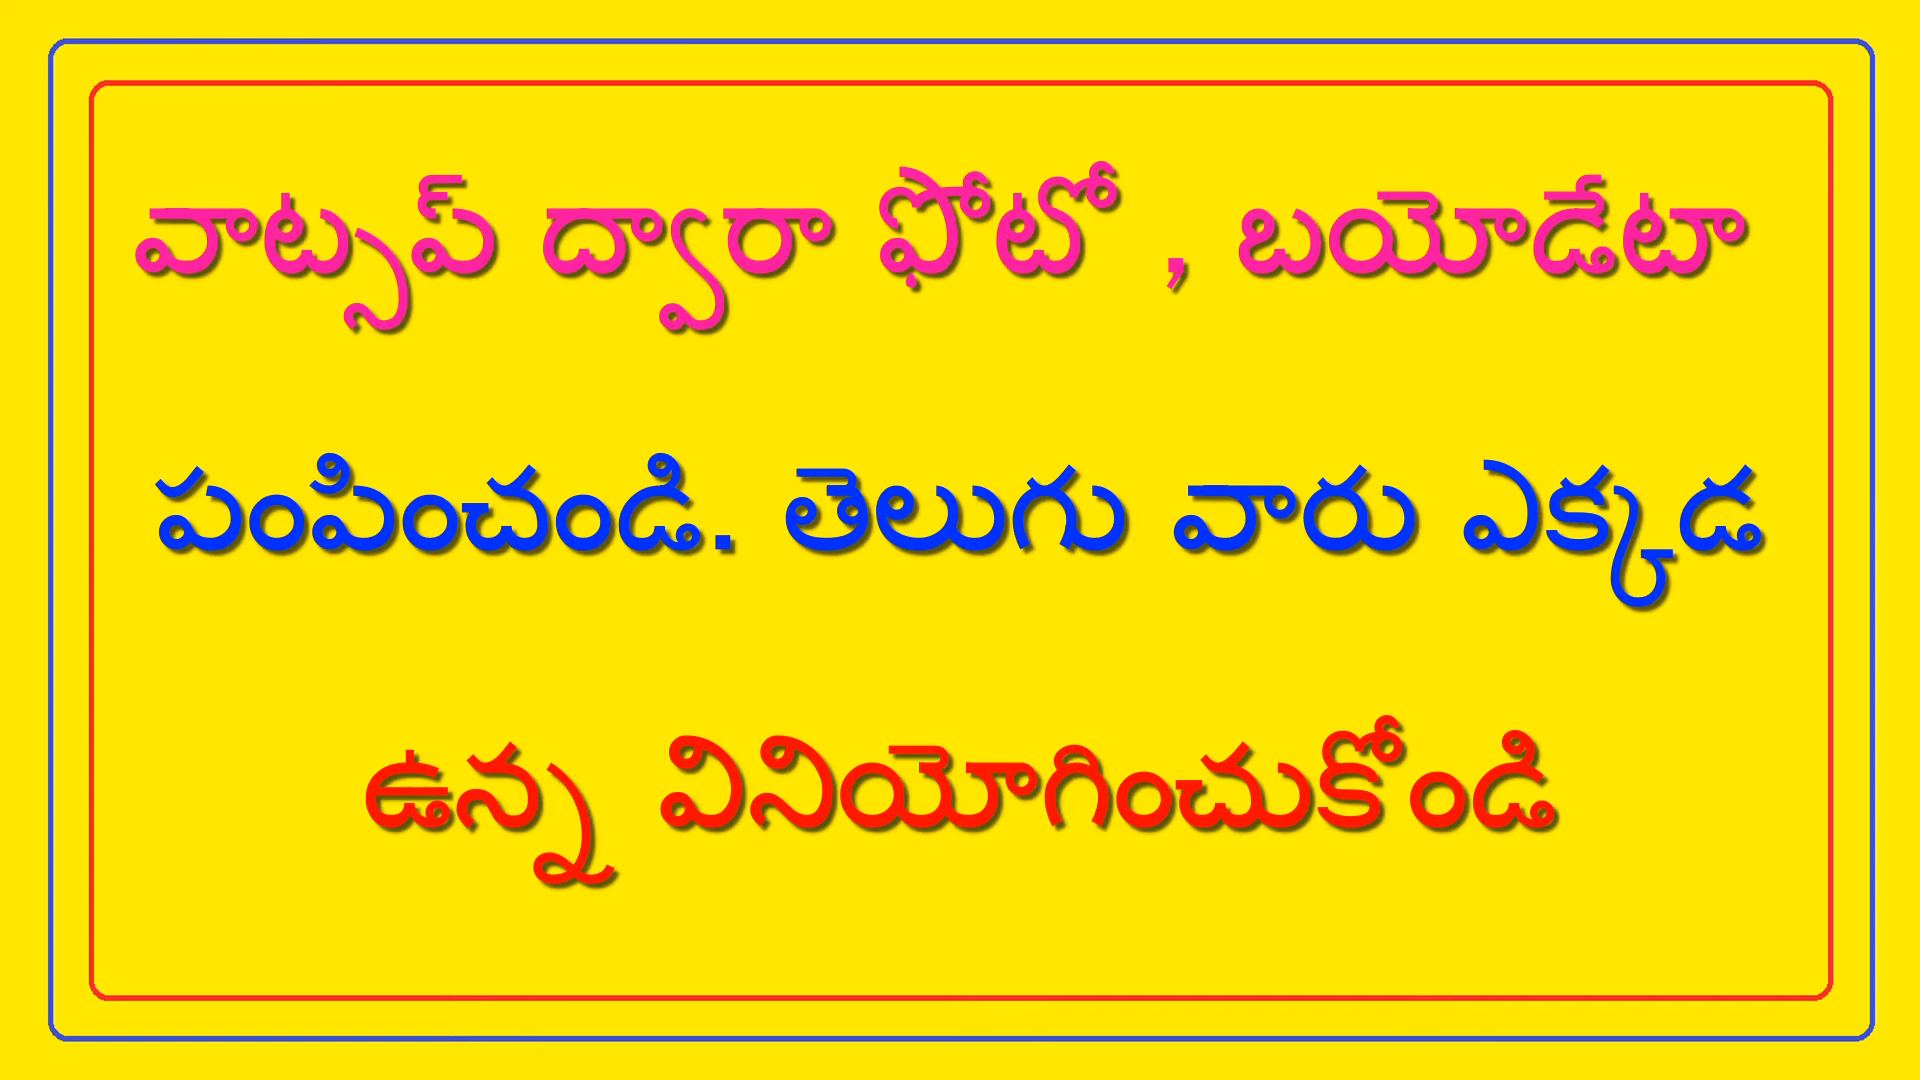 వాట్సప్ ద్వారా ఫోటో , బయోడేటా
పంపించండి. తెలుగు వారు ఎక్కడ
ఉన్న వినియోగించుకోండి